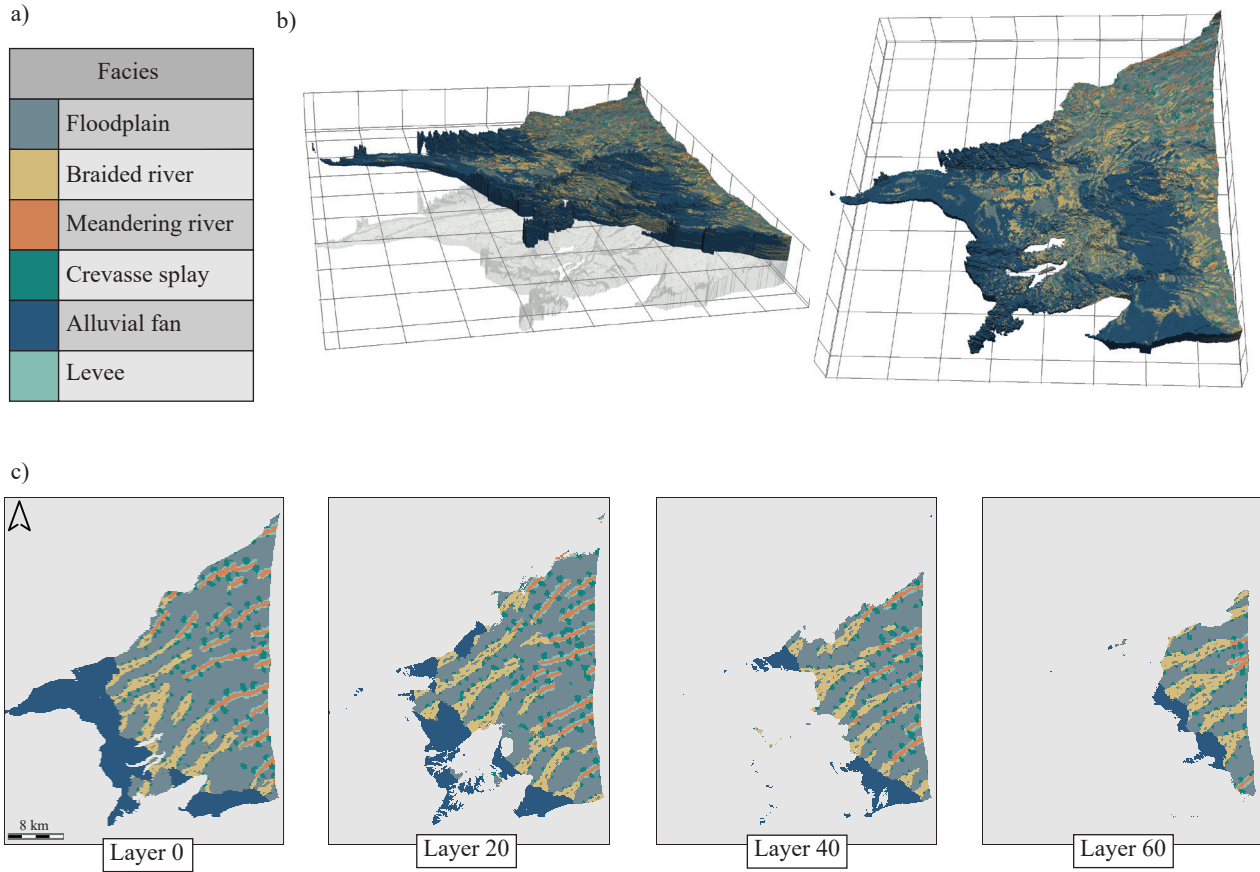 a)
Facies
Floodplain
Braided river
Meandering river
Crevasse splay
Alluvial fan
Levee
b)
c)
8 km
Layer 0
Layer 20
Layer 40
Layer 60